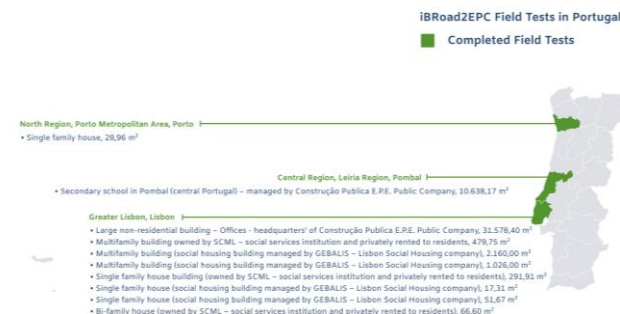 iBRoad2EPC Field Tests in Portugal
Completed Field Tests
North Region, Porto Metropolitan Area, Porto
• Single family house, 28,96 m²
Central Region, Leiria Region, Pombal
• Secondary school in Pombal (central Portugal) – managed by Construção Publica E.P.E. Public Company, 10.638,17 m²
Greater Lisbon, Lisbon
• Large non-residential building – Offices - headquarters' of Construção Publica E.P.E. Public Company, 31.578,40 m²
• Multifamily building owned by SCML – social services institution and privately rented to residents, 479,75 m²
• Multifamily building (social housing building managed by GEBALIS – Lisbon Social Housing company), 2.160,00 m²
• Multifamily building (social housing building managed by GEBALIS – Lisbon Social Housing company), 1.026,00 m²
• Single family house building (owned by SCML – social services institution and privately rented to residents), 291,91 m²
• Single family house (social housing building managed by GEBALIS – Lisbon Social Housing company), 17,31 m²
• Single family house (social housing building managed by GEBALIS – Lisbon Social Housing company), 51,67 m²
• Bi-family house (owned by SCML – social services institution and privately rented to residents), 66,60 m²